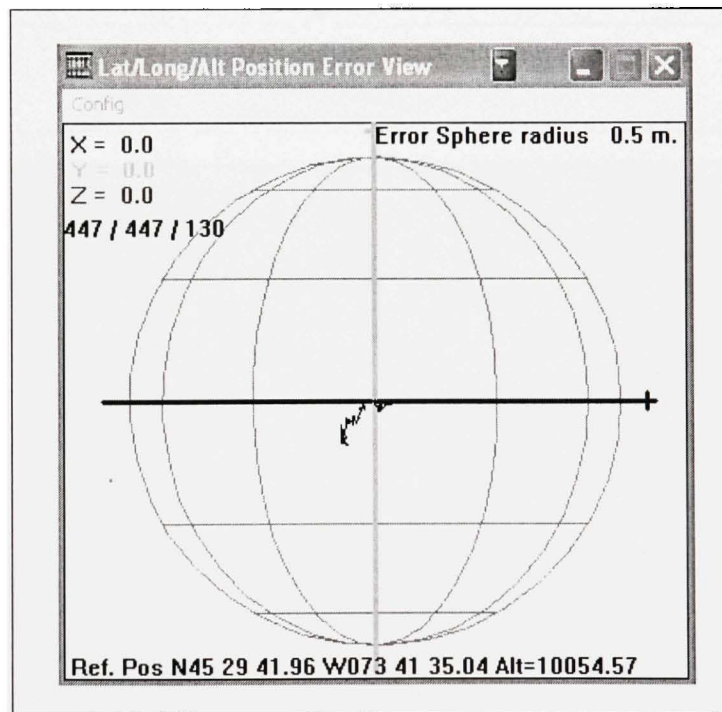 Lat/Long/Alt Position Error View
Config
X = 0.0
Error Sphere radius 0.5 m.
Y = 0.0
Z = 0.0
447 / 447 / 130
Ref. Pos N45 29 41.96 W073 41 35.04 Alt=10054.57